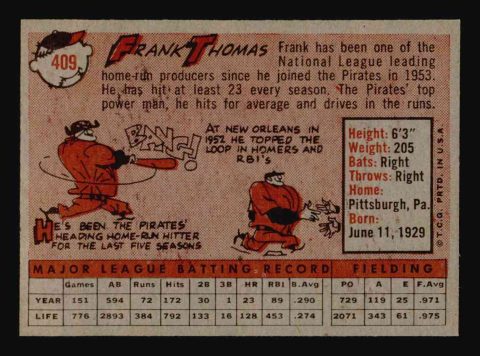 409
FRANK THOMAS
Frank has been one of the
National League leading
home-run producers since he joined the Pirates in 1953.
He has hit at least 23 every season. The Pirates' top
power man, he hits for average and drives in the runs.
BANG!
AT NEW ORLEANS IN
1952 HE TOPPED THE
LOOP IN HOMERS AND
RBI'S
HE'S BEEN THE PIRATES'
HEADING HOME-RUN HITTER
FOR THE LAST FIVE SEASONS
Height: 6'3"
Weight: 205
Bats: Right
Throws: Right
Home:
Pittsburgh, Pa.
Born:
June 11, 1929
© T.C.G. PRTD. IN U.S.A.
MAJOR LEAGUE BATTING RECORD FIELDING
Games AB Runs Hits 2B 3B HR RBI B.Avg PO A E F.Avg
YEAR 151 594 72 172 30 1 23 89 .290 729 119 25 .971
LIFE 776 2893 384 792 133 16 128 453 .274 2071 343 61 .975